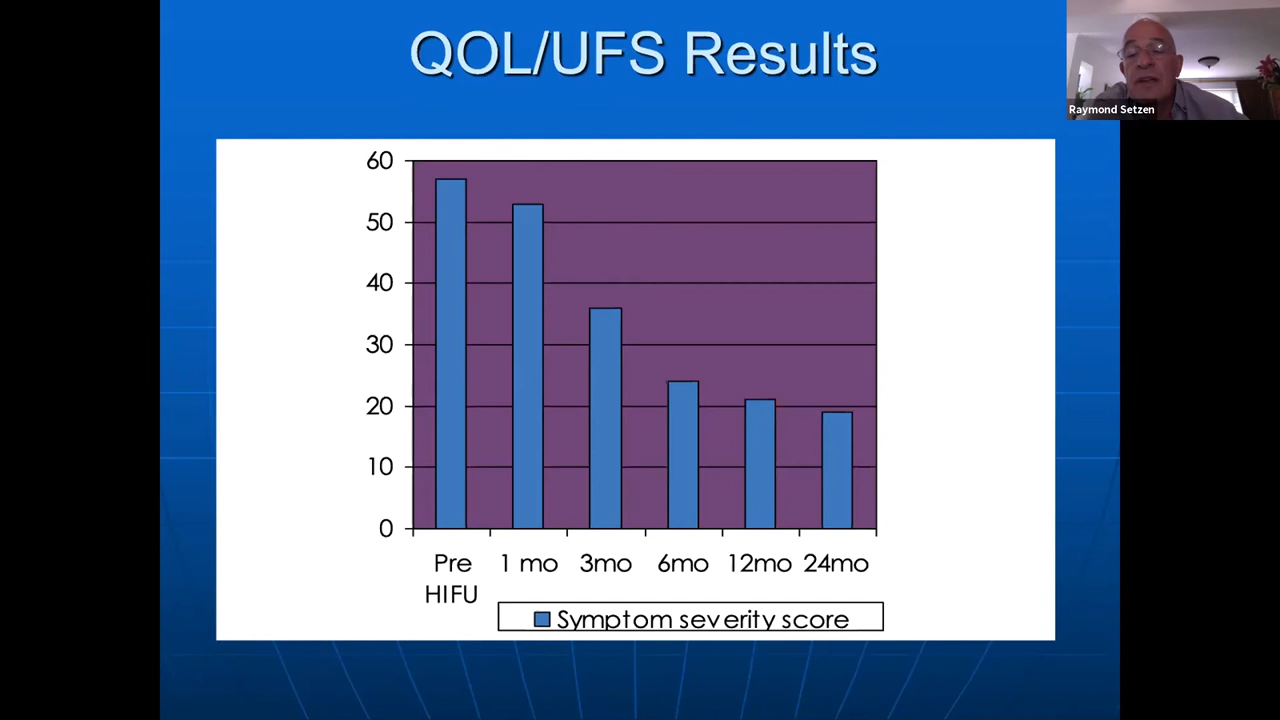 QOL/UFS Results
Raymond Setzen
60
50
40
30
20
10
0
Pre HIFU
1 mo
3mo
6mo
12mo
24mo
Symptom severity score